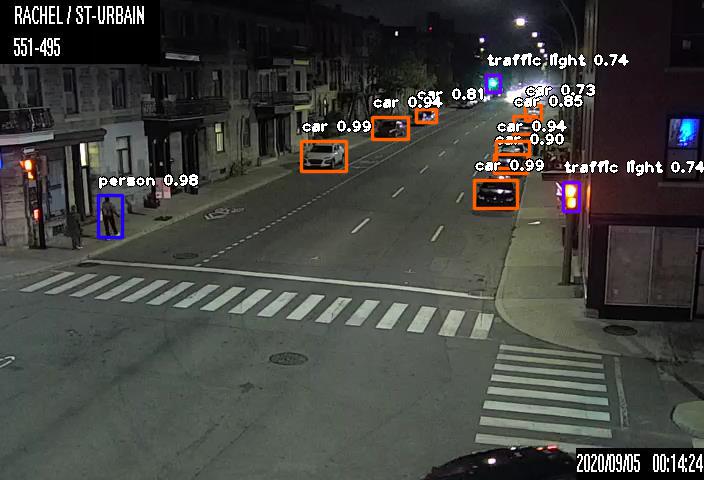 RACHEL / ST-URBAIN
551-495
traffic light 0.74
car 0.73
car 0.81
car 0.94
car 0.85
car 0.99
car 0.94
car 0.90
car 0.99
traffic light 0.74
person 0.98
2020/09/05 00:14:24